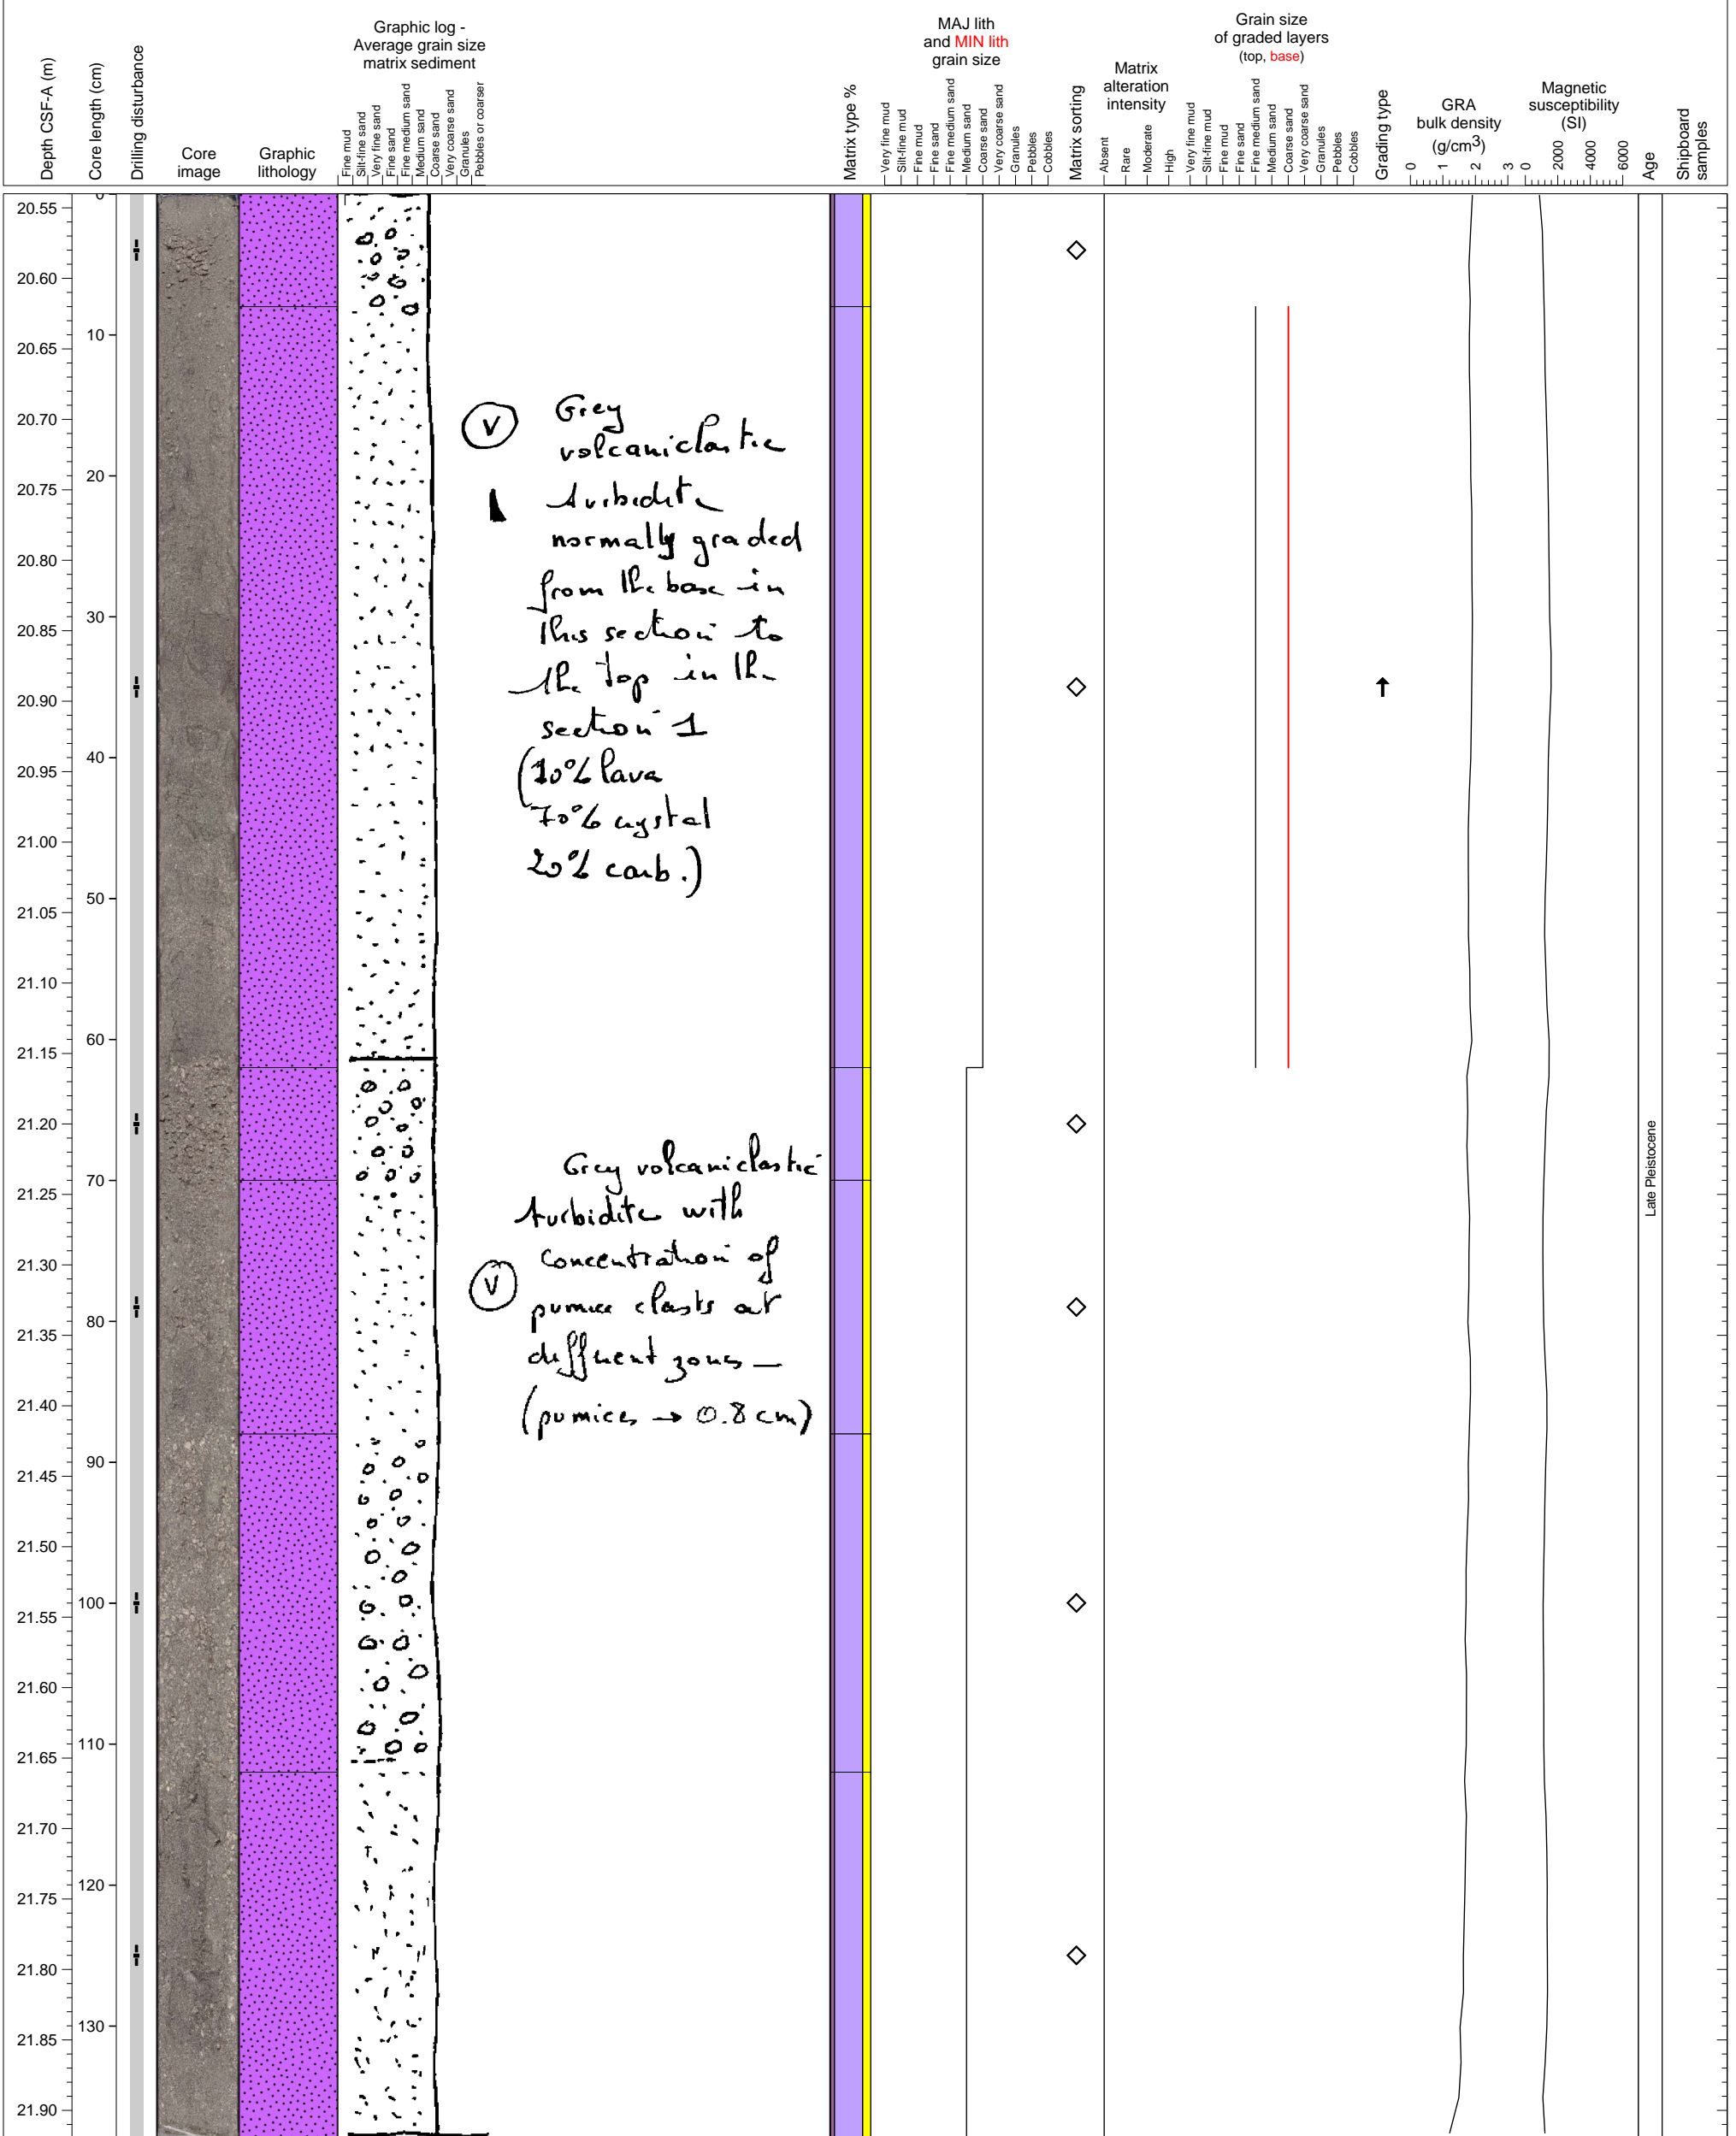 Depth CSF-A (m)
Core length (cm)
Drilling disturbance
Core
image
Graphic
lithology
Graphic log -
Average grain size
matrix sediment
Fine mud
Silt-fine sand
Very fine sand
Fine sand
Fine medium sand
Medium sand
Coarse sand
Very coarse sand
Granules
Pebbles or coarser
Matrix type %
MAJ lith
and MIN lith
grain size
Very fine mud
Silt-fine mud
Fine mud
Fine sand
Fine medium sand
Medium sand
Coarse sand
Very coarse sand
Granules
Pebbles
Cobbles
Matrix sorting
Matrix
alteration
intensity
Absent
Rare
Moderate
High
Grain size
of graded layers
(top, base)
Very fine mud
Silt-fine mud
Fine mud
Fine sand
Fine medium sand
Medium sand
Coarse sand
Very coarse sand
Granules
Pebbles
Cobbles
Grading type
GRA
bulk density
(g/cm3)
0 1 2 3
Magnetic
susceptibility
(SI)
0 2000 4000 6000
Age
Shipboard
samples
20.55
20.60
20.65
20.70
20.75
20.80
20.85
20.90
20.95
21.00
21.05
21.10
21.15
21.20
21.25
21.30
21.35
21.40
21.45
21.50
21.55
21.60
21.65
21.70
21.75
21.80
21.85
21.90
0
10
20
30
40
50
60
70
80
90
100
110
120
130
V
Grey
volcaniclastic
turbidite
normally graded
from the base in
this section to
the top in the
section 1
(10% lava
70% crystal
20% carb.)
Grey volcaniclastic
turbidite with
concentration of
V
pumice clasts at
different zones —
(pumices → 0.8 cm)
Late Pleistocene